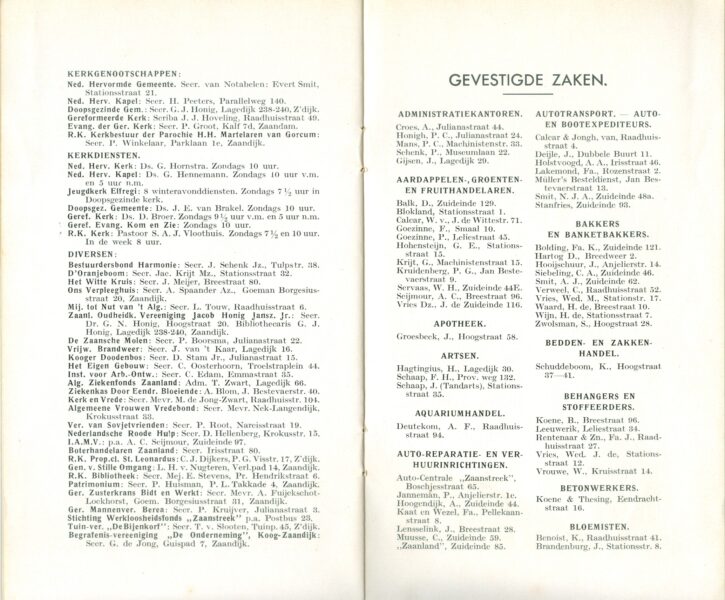 KERKGENOOTSCHAPPEN:
Ned. Hervormde Gemeente. Secr. van Notabelen: Evert Smit,
Stationsstraat 21.
Ned. Herv. Kapel: Secr. H. Peeters, Parallelweg 140.
Doopsgezinde Gem.: Secr. G. J. Honig, Lagedijk 238-240, Z'dijk.
Gereformeerde Kerk: Scriba J. J. Hoveling, Raadhuisstraat 49.
Evang. der Ger. Kerk: Secr. P. Groot, Kalf 7d, Zaandam.
R.K. Kerkbestuur der Parochie H.H. Martelaren van Gorcum:
Secr. P. Winkelaar, Parklaan 1c, Zaandijk.
KERKDIENSTEN.
Ned. Herv. Kerk: Ds. G. Hornstra. Zondags 10 uur.
Ned. Herv. Kapel: Ds. G. Hennemann. Zondags 10 uur v.m.
en 5 uur n.m.
Jeugdkerk Elfregi: 8 winteravonddiensten. Zondags 7½ uur in
Doopsgezinde kerk.
Doopsgez. Gemeente: Ds. J. E. van Brakel. Zondags 10 uur.
Geref. Kerk: Ds. D. Broer. Zondags 9½ uur v.m. en 5 uur n.m.
Geref. Evang. Kom en Zie: Zondags 10 uur.
R.K. Kerk: Pastoor S. A. J. Vloothuis. Zondags 7½ en 10 uur.
In de week 8 uur.
DIVERSEN:
Bestuurdersbond Harmonie: Secr. J. Schenk Jz., Tulpstr. 38.
D'Oranjeboom: Secr. Jac. Krijt Mz., Stationsstraat 32.
Het Witte Kruis: Secr. J. Meijer, Breestraat 80.
Ons Verpleeghuis: Secr. A. Spaander Az., Goeman Borgesius-
straat 20, Zaandijk.
Mij. tot Nut van 't Alg.: Secr. L. Touw, Raadhuisstraat 6.
Zaanl. Oudheidk. Vereeniging Jacob Honig Jansz. Jr.: Secr.
Dr. G. N. Honig, Hoogstraat 20. Bibliothecaris G. J.
Honig, Lagedijk 238-240, Zaandijk.
De Zaansche Molen: Secr. P. Boorsma, Julianastraat 22.
Vrijw. Brandweer: Secr. J. van 't Kaar, Lagedijk 16.
Kooger Doodenbos: Secr. D. Stam Jr., Julianastraat 15.
Het Eigen Gebouw: Secr. C. Oosterhoorn, Troelstraplein 44.
Inst. voor Arb.-Ontw.: Secr. C. Edam, Emmastraat 35.
Alg. Ziekenfonds Zaanland: Adm. T. Zwart, Lagedijk 66.
Ziekenkas Door Eendr. Bloeiende: A. Blom, J. Bestevaerstr. 40.
Kerk en Vrede: Secr. Mevr. M. de Jong-Zwart, Raadhuisstr. 104.
Algemeene Vrouwen Vredebond: Secr. Mevr. Nek-Langendijk,
Krokusstraat 33.
Ver. van Sovjetvrienden: Secr. P. Root, Narcisstraat 19.
Nederlandsche Roode Hulp: Secr. D. Hellenberg, Krokusstr. 15.
I.A.M.V.: p.a. A. C. Seijmour, Zuideinde 97.
Boterhandelaren Zaanland: Secr. Irisstraat 80.
R.K. Prop.cl. St. Leonardus: C. J. Dijkers, P. G. Visstr. 17, Z'dijk.
Gen. v. Stille Omgang: L. H. v. Nugteren, Verl.pad 14, Zaandijk.
R.K. Bibliotheek: Secr. Mej. E. Stevens, Pr. Hendrikstraat 6.
Patrimonium: Secr. P. Huisman, P. L. Takkade 4, Zaandijk.
Ger. Zusterkrans Bidt en Werkt: Secr. Mevr. A. Fuijckschot-
Lockhorst, Goem. Borgesiusstraat 31, Zaandijk.
Ger. Mannenver. Berea: Secr. P. Kruijver, Julianastraat 3.
Stichting Werkloosheidsfonds „Zaanstreek” p.a. Postbus 23.
Tuin-ver. „De Bijenkorf”: Secr. T. v. Slooten, Tuinp. 45, Z'dijk.
Begrafenis-vereeniging „De Onderneming”, Koog-Zaandijk:
Secr. G. de Jong, Guispad 7, Zaandijk.
GEVESTIGDE ZAKEN.
ADMINISTRATIEKANTOREN.
Croes, A., Julianastraat 44.
Honigh, P. C., Julianastraat 24.
Mans, P. C., Machinistenstr. 33.
Schenk, P., Museumlaan 22.
Gijsen, J., Lagedijk 29.
AARDAPPELEN-, GROENTEN-
EN FRUITHANDELAREN.
Balk, D., Zuideinde 129.
Blokland, Stationsstraat 1.
Calcar, W. v., J. de Wittestr. 71.
Goezinne, F., Smaal 10.
Goezinne, P., Leliestraat 45.
Hohensteijn, G. E., Stations-
straat 15.
Krijt, G., Machinistenstraat 15.
Kruidenberg, P. G., Jan Beste-
vaerstraat 9.
Servaas, W. H., Zuideinde 44E.
Seijmour, A. C., Breestraat 96.
Vries Dz., J. de Zuideinde 116.
APOTHEEK.
Groesbeek, J., Hoogstraat 58.
ARTSEN.
Hagtingius, H., Lagedijk 30.
Schaap, F. H., Prov. weg 132.
Schaap, J. (Tandarts), Stations-
straat 35.
AQUARIUMHANDEL.
Deutekom, A. F., Raadhuis-
straat 94.
AUTO-REPARATIE- EN VER-
HUURINRICHTINGEN.
Auto-Centrale „Zaanstreek”,
Boschjesstraat 65.
Janneman, P., Anjelierstr. 1c.
Hoogendijk, A., Zuideinde 44.
Kaat en Wezel, Fa., Pellekaan-
straat 8.
Lensselink, J., Breestraat 28.
Muusse, C., Zuideinde 59.
„Zaanland”, Zuideinde 85.
AUTOTRANSPORT. — AUTO-
EN BOOTEXPEDITEURS.
Calcar & Jongh, van, Raadhuis-
straat 4.
Deijle, J., Dubbele Buurt 11.
Holstvoogd, A. A., Irisstraat 46.
Lakemond, Fa., Rozenstraat 2.
Müller's Besteldienst, Jan Bes-
tevaerstraat 13.
Smit, N. J. A., Zuideinde 48a.
Stanfries, Zuideinde 93.
BAKKERS
EN BANKETBAKKERS.
Bolding, Fa. K., Zuideinde 121.
Hartog D., Breedweer 2.
Hooijschuur, J., Anjelierstr. 14.
Siebeling, C. A., Zuideinde 46.
Smit, A. J., Zuideinde 62.
Verweel, C., Raadhuisstraat 52.
Vries, Wed. M., Stationstr. 17.
Waard, H. de, Breestraat 10.
Wijn, H. de, Stationsstraat 7.
Zwolsman, S., Hoogstraat 28.
BEDDEN- EN ZAKKEN-
HANDEL.
Schuddeboom, K., Hoogstraat
37—41.
BEHANGERS EN
STOFFEERDERS.
Koene, B., Breestraat 96.
Leeuwerik, Leliestraat 34.
Rentenaar & Zn., Fa. J., Raad-
huisstraat 27.
Vries, Wed. J. de, Stations-
straat 12.
Vrouwe, W., Kruisstraat 14.
BETONWERKERS.
Koene & Thesing, Eendracht-
straat 16.
BLOEMISTEN.
Benoist, K., Raadhuisstraat 41.
Brandenburg, J., Stationsstr. 8.